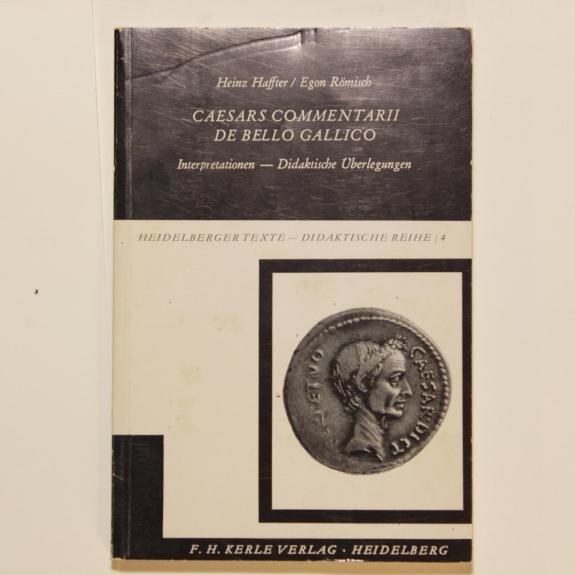 Heinz Haffter / Egon Römisch
CAESARS COMMENTARII
DE BELLO GALLICO
Interpretationen — Didaktische Überlegungen
HEIDELBERGER TEXTE — DIDAKTISCHE REIHE | 4
CAESAR·DICT
F. H. KERLE VERLAG · HEIDELBERG